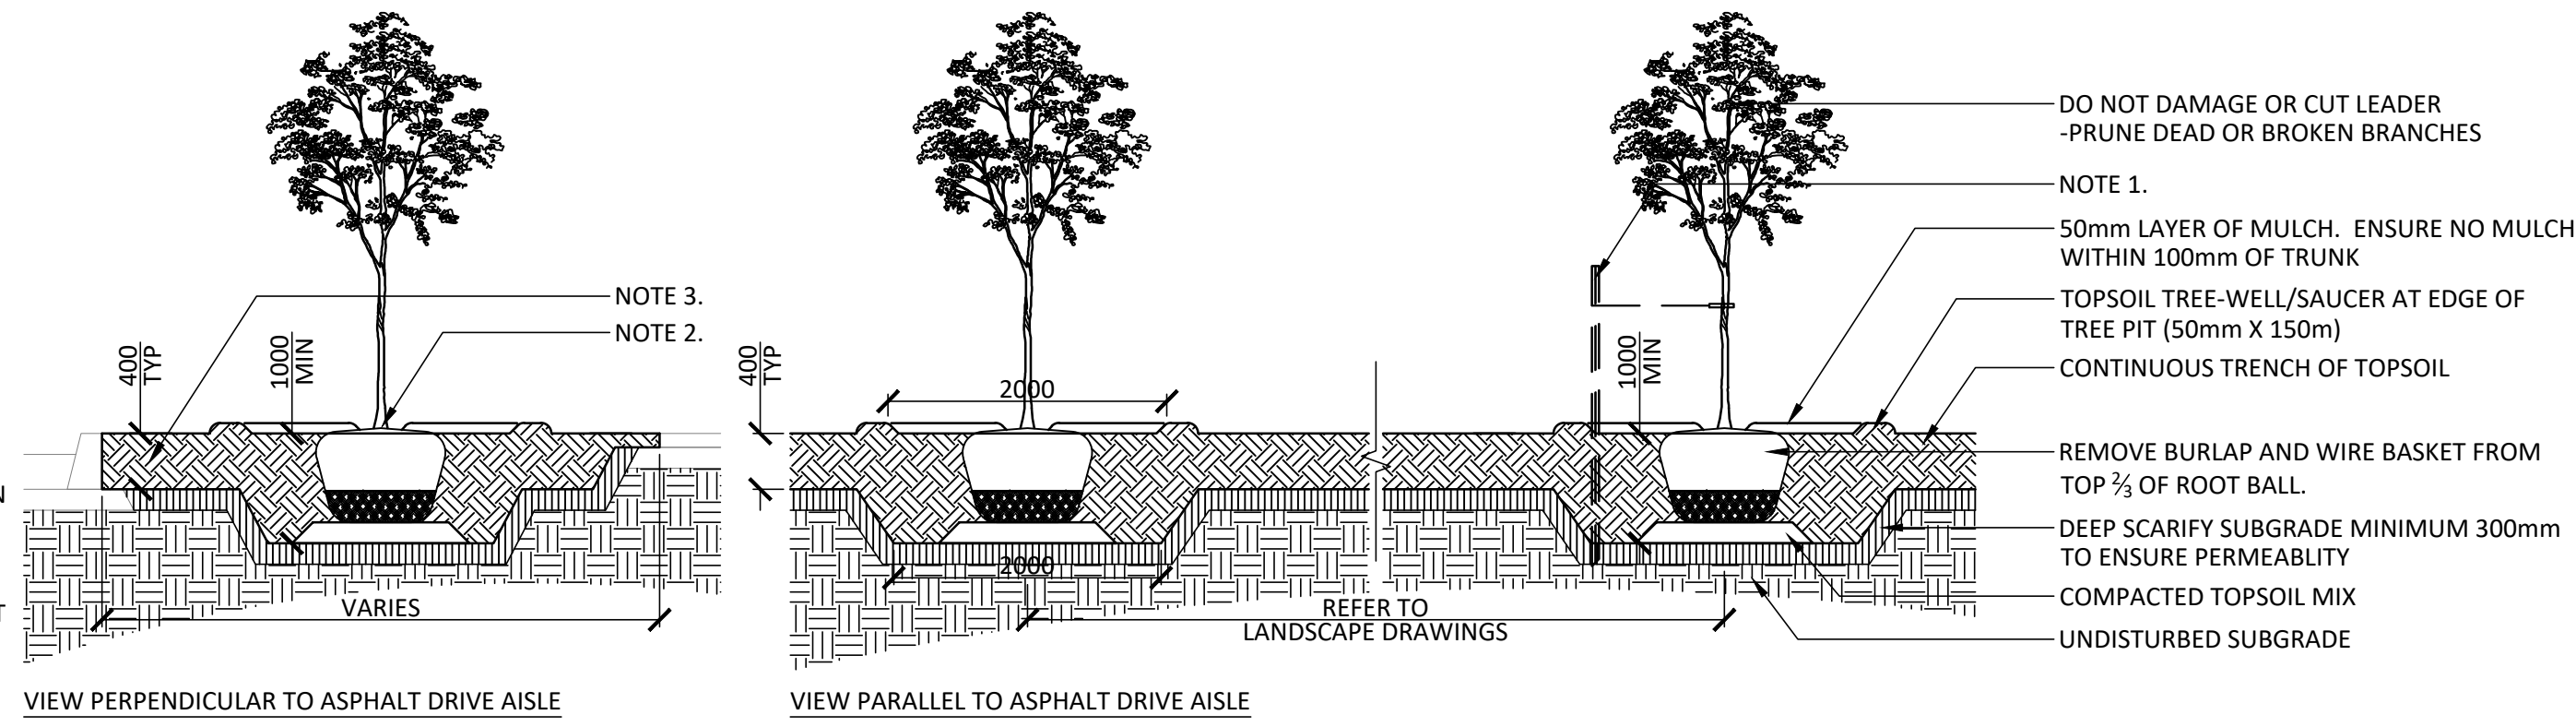 NOTE 3.
NOTE 2.
400
TYP
1000
MIN
N
T
VARIES
VIEW PERPENDICULAR TO ASPHALT DRIVE AISLE
400
TYP
2000
2000
1000
MIN
REFER TO
LANDSCAPE DRAWINGS
VIEW PARALLEL TO ASPHALT DRIVE AISLE
DO NOT DAMAGE OR CUT LEADER
-PRUNE DEAD OR BROKEN BRANCHES
NOTE 1.
50mm LAYER OF MULCH. ENSURE NO MULCH
WITHIN 100mm OF TRUNK
TOPSOIL TREE-WELL/SAUCER AT EDGE OF
TREE PIT (50mm X 150m)
CONTINUOUS TRENCH OF TOPSOIL
REMOVE BURLAP AND WIRE BASKET FROM
TOP ⅔ OF ROOT BALL.
DEEP SCARIFY SUBGRADE MINIMUM 300mm
TO ENSURE PERMEABLITY
COMPACTED TOPSOIL MIX
UNDISTURBED SUBGRADE